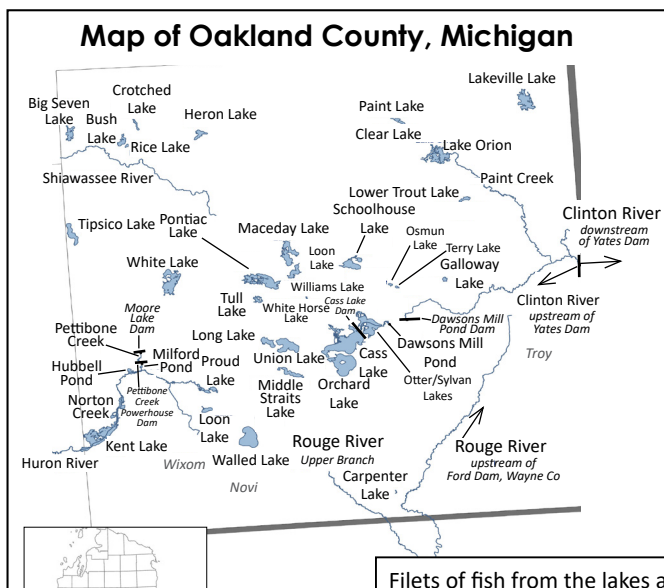 Map of Oakland County, Michigan
Lakeville Lake
Crotched
Lake
Big Seven
Lake
Bush
Lake
Heron Lake
Rice Lake
Paint Lake
Clear Lake
Lake Orion
Shiawassee River
Paint Creek
Lower Trout Lake
Schoolhouse
Lake
Clinton River
downstream
of Yates Dam
Tipsico Lake
Pontiac
Lake
Maceday Lake
Osmun
Lake
Loon
Lake
Terry Lake
Galloway
Lake
White Lake
Williams Lake
Clinton River
upstream of
Yates Dam
Moore
Lake
Dam
Tull
Lake
White Horse
Lake
Cass Lake
Dam
Dawsons Mill
Pond Dam
Pettibone
Creek
Long Lake
Dawsons Mill
Pond
Troy
Hubbell
Pond
Milford
Pond
Proud
Lake
Union Lake
Cass
Lake
Otter/Sylvan
Lakes
Pettibone
Creek
Powerhouse
Dam
Middle
Straits
Lake
Orchard
Lake
Norton
Creek
Loon
Lake
Kent Lake
Walled Lake
Rouge River
Upper Branch
Rouge River
upstream of
Ford Dam, Wayne Co
Huron River
Wixom
Novi
Carpenter
Lake
Filets of fish from the lakes a